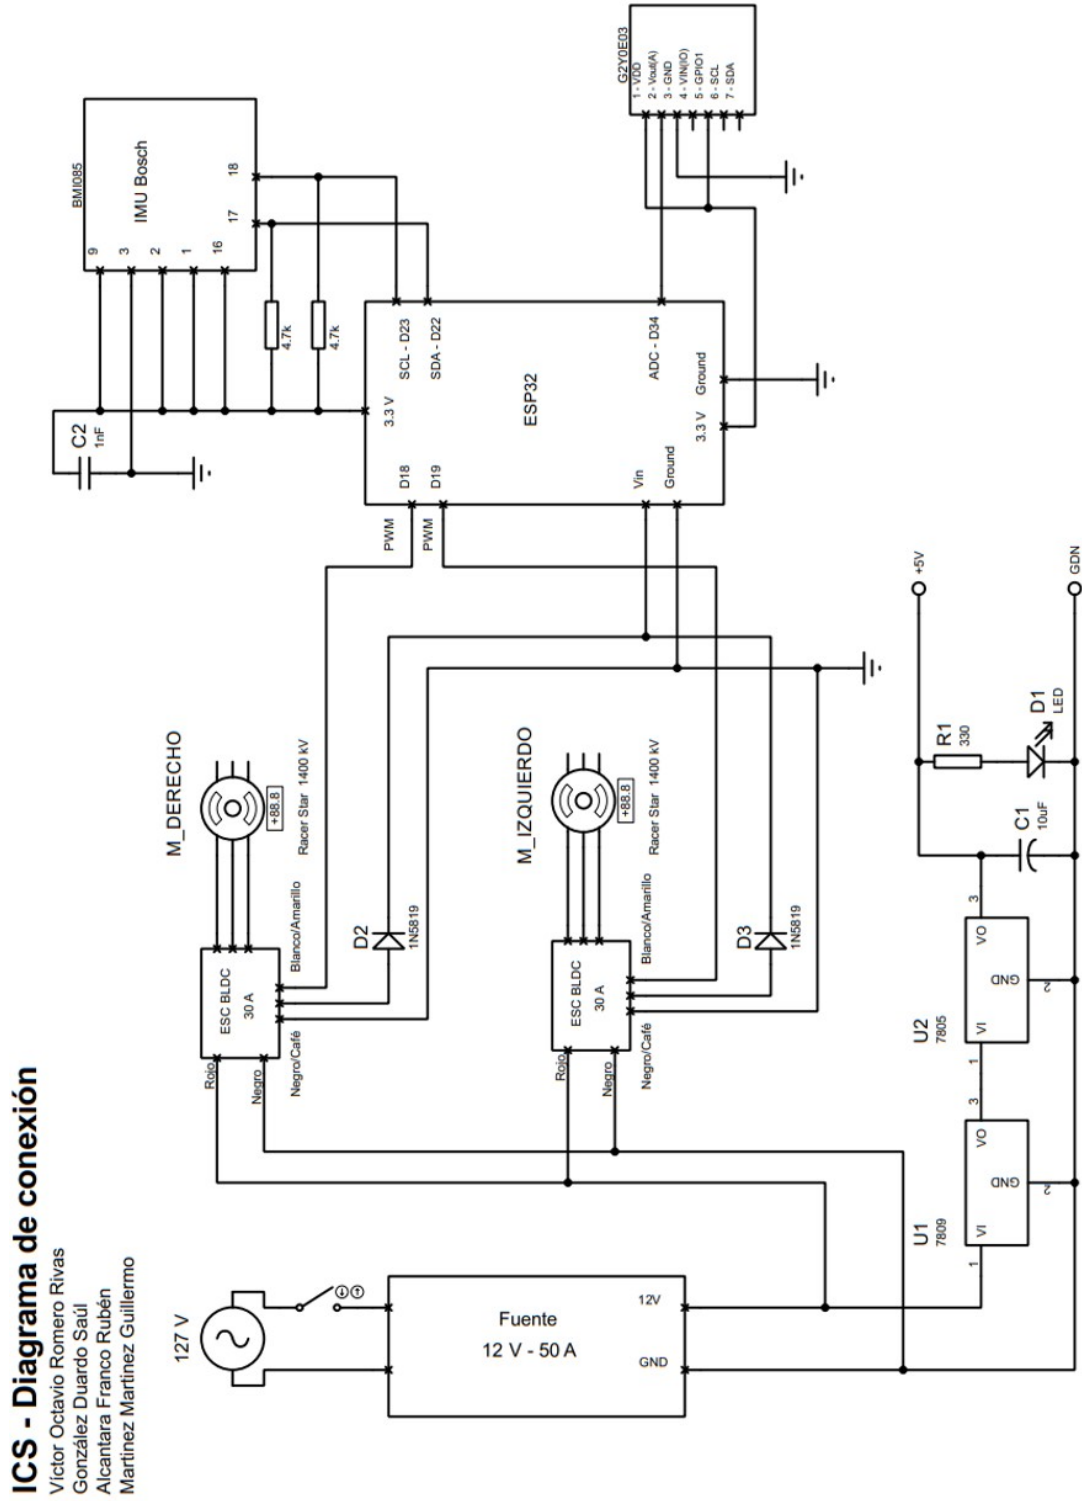 ICS - Diagrama de conexión
Víctor Octavio Romero Rivas
González Duardo Saúl
Alcantara Franco Rubén
Martinez Martinez Guillermo
127 V
Fuente
12 V - 50 A
12V
GND
M_DERECHO
+88.8
Racer Star 1400 kV
ESC BLDC
30 A
Rojo
Negro
Negro/Café
Blanco/Amarillo
D2
1N5819
M_IZQUIERDO
+88.8
Racer Star 1400 kV
ESC BLDC
30 A
Rojo
Negro
Negro/Café
Blanco/Amarillo
D3
1N5819
U1
7809
1
VI
VO
3
GND
2
U2
7805
1
VI
VO
3
GND
2
C1
10uF
R1
330
D1
LED
+5V
GDN
C2
1nF
BMI085
IMU Bosch
9
3
2
1
16
17
18
4.7k
4.7k
PWM
PWM
D18
D19
3.3 V
SCL - D23
SDA - D22
ESP32
Vin
Ground
ADC - D34
3.3 V
Ground
G2Y0E03
1 - VDD
2 - Vout(A)
3 - GND
4 - VIN(IO)
5 - GPIO1
6 - SCL
7 - SDA